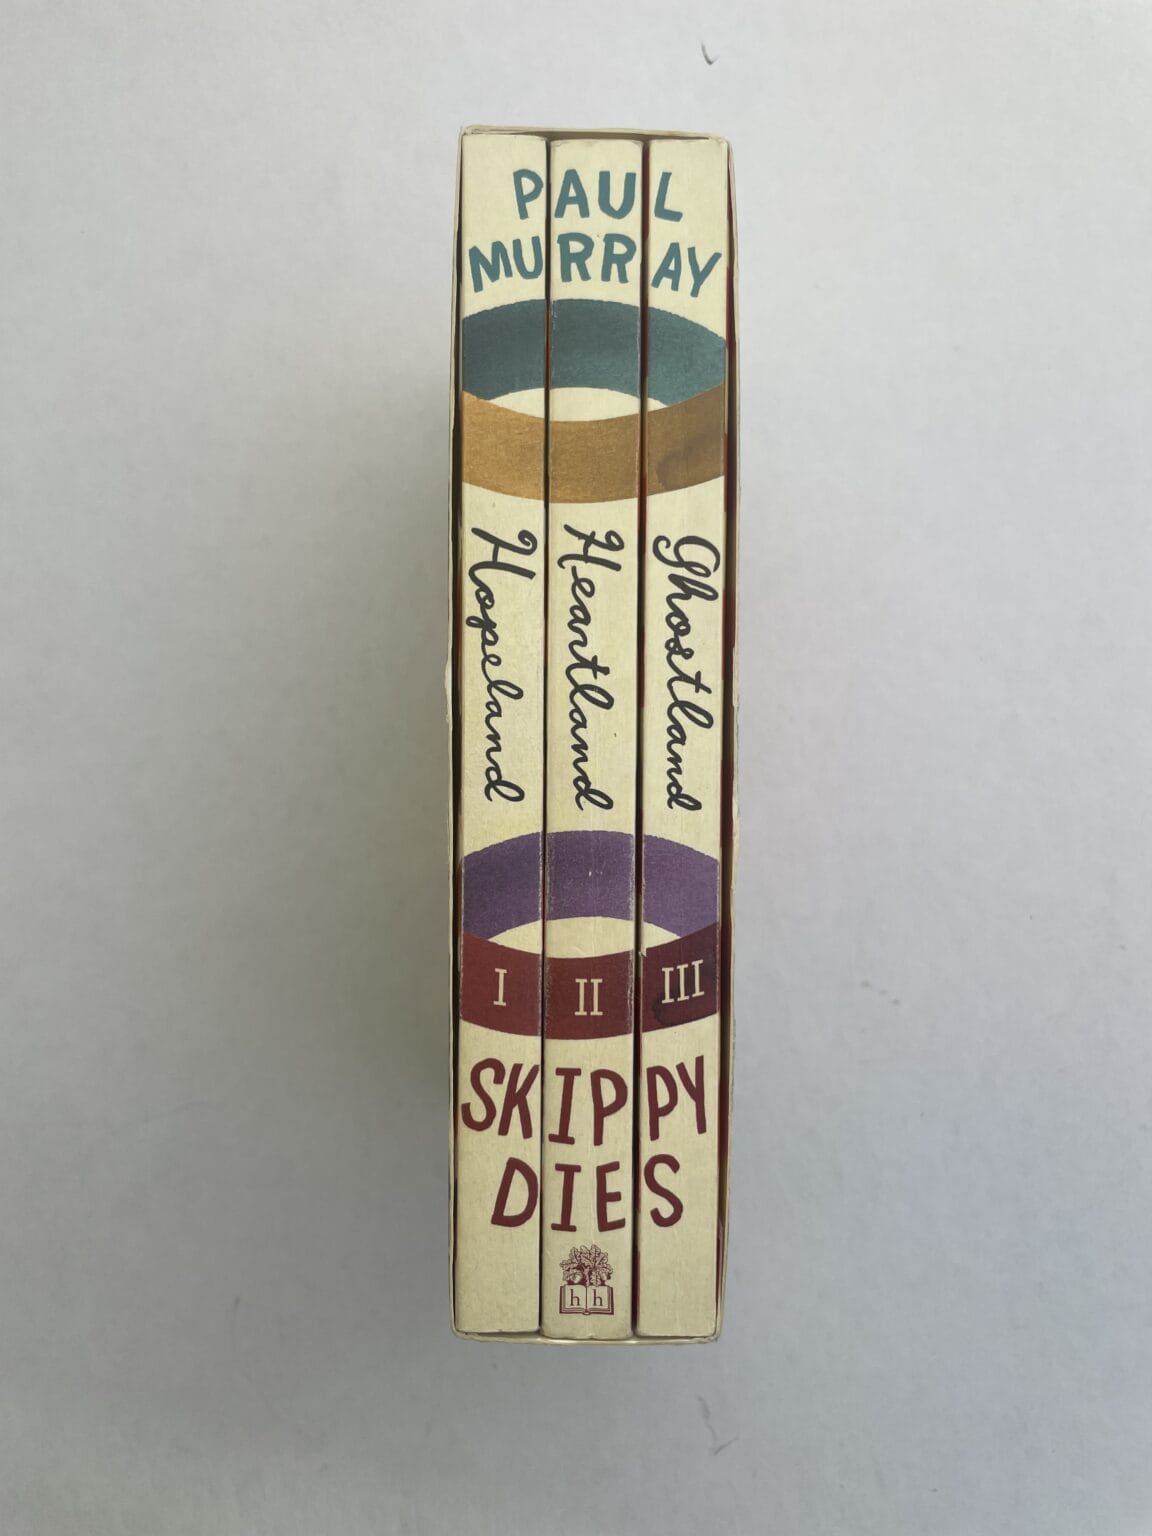 PAUL
MURRAY
Hopeland
Heartland
Ghostland
I II III
SKIPPY
DIES
h h